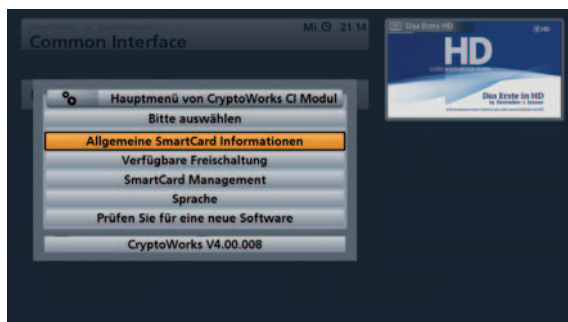 Mi 21 14
Common Interface
Das Erste HD
HD
Das Erste in HD
Hauptmenü von CryptoWorks CI Modul
Bitte auswählen
Allgemeine SmartCard Informationen
Verfügbare Freischaltung
SmartCard Management
Sprache
Prüfen Sie für eine neue Software
CryptoWorks V4.00.008